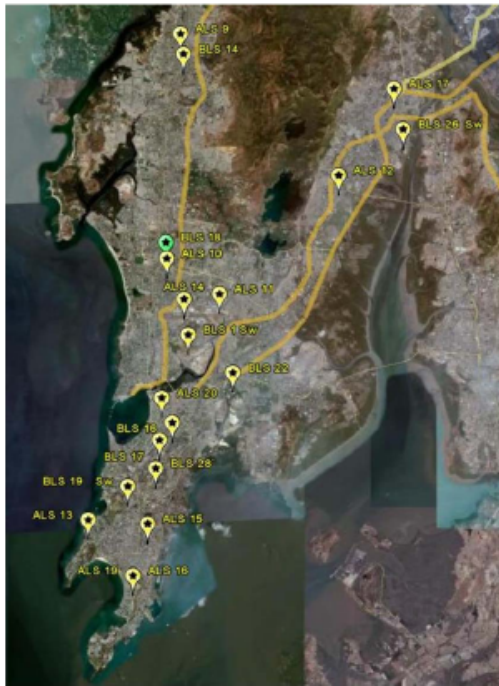 ALS 9
BLS 14
ALS 17
BLS 26 Sw
ALS 12
BLS 18
ALS 10
ALS 14
ALS 11
BLS 1 Sw
BLS 22
ALS 20
BLS 16
BLS 17
BLS 28
BLS 19 Sw
ALS 13
ALS 15
ALS 19
ALS 16